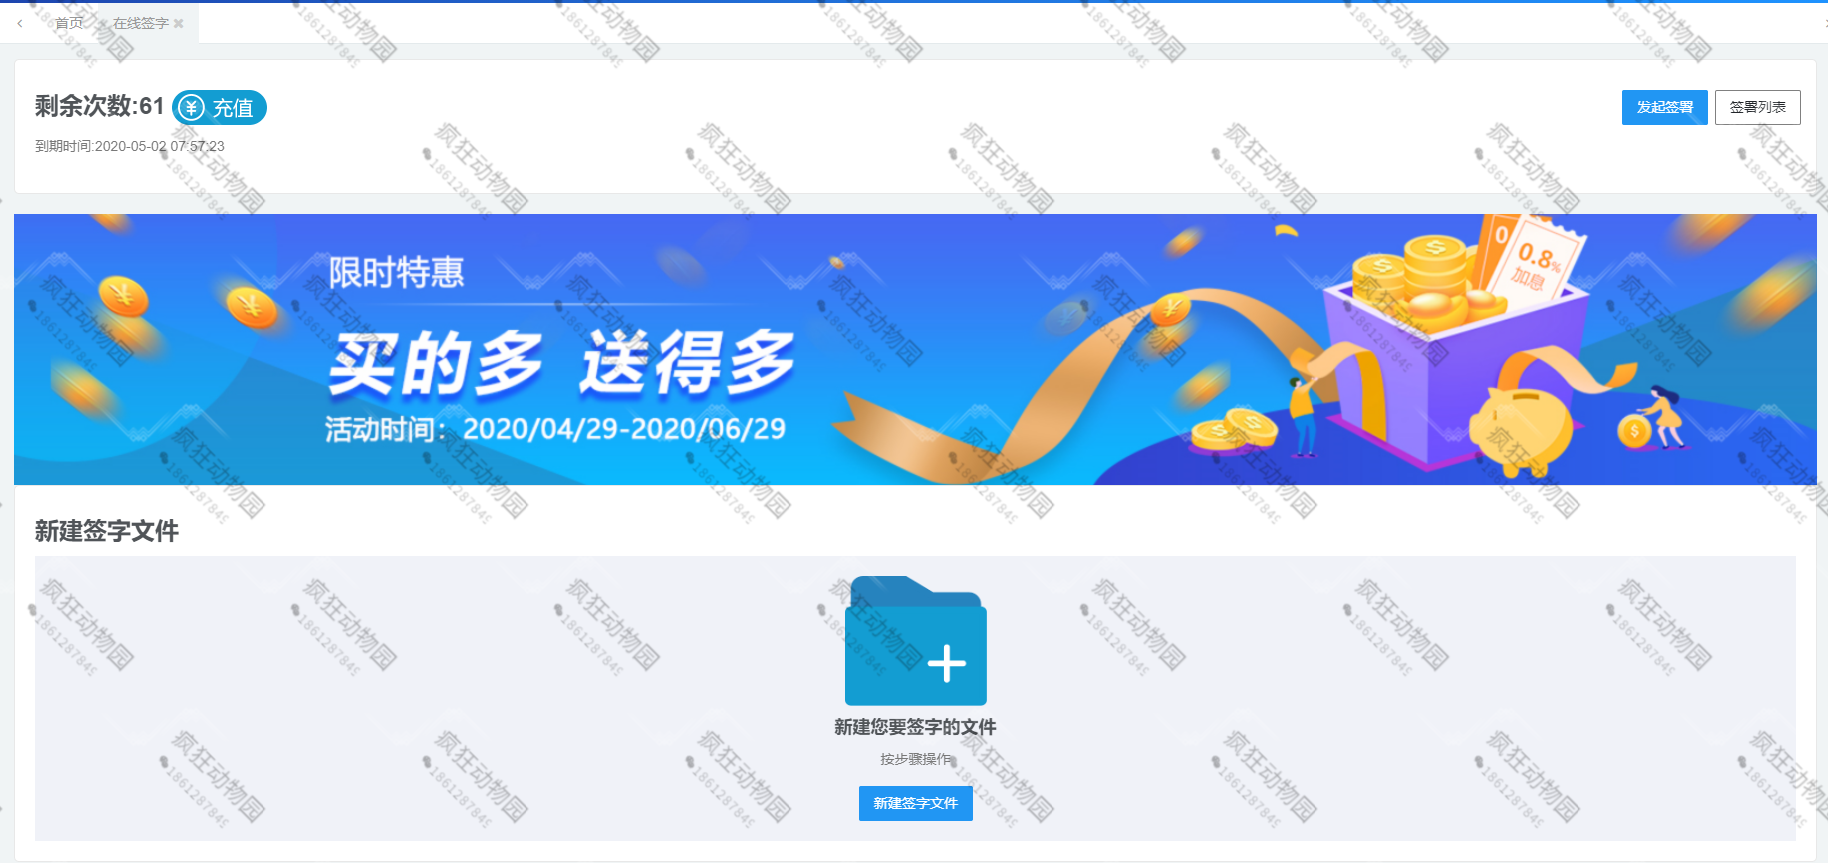 首页
在线签字
剩余次数:61
充值
到期时间:2020-05-02 07:57:23
发起签署
签署列表
限时特惠
买的多 送得多
活动时间：2020/04/29-2020/06/29
0.8%
加息
新建签字文件
新建您要签字的文件
按步骤操作
新建签字文件
疯狂动物园